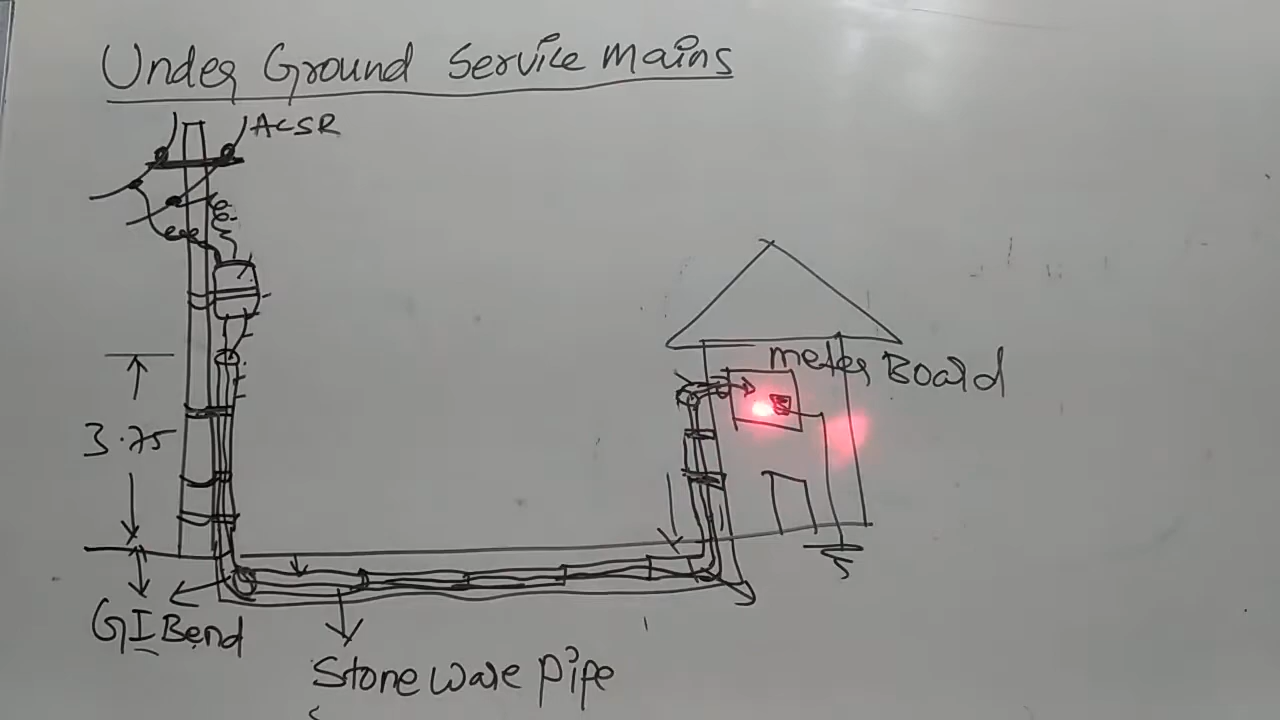 Under Ground Service Mains
ACSR
meter Board
3.75
GI Bend
Stone Ware Pipe